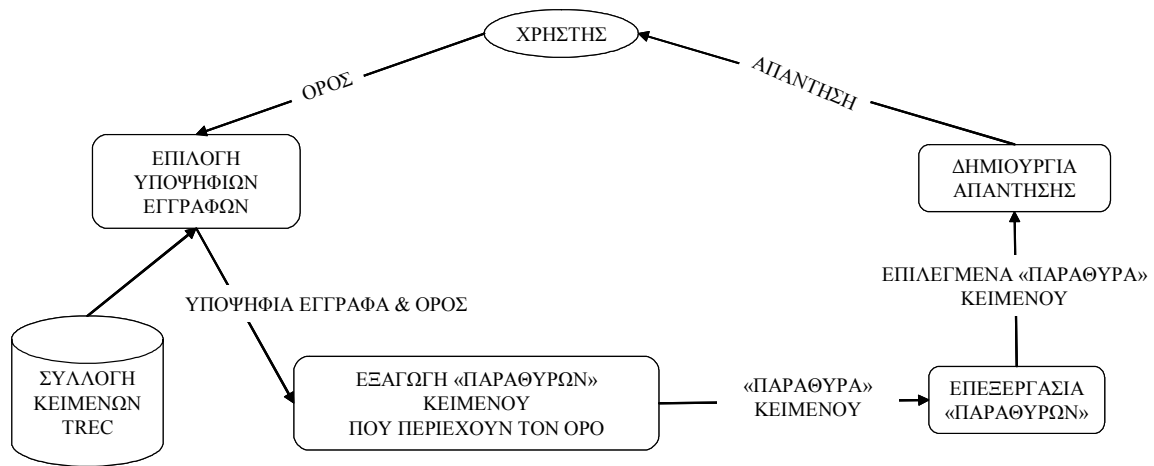 ΧΡΗΣΤΗΣ
ΟΡΟΣ
ΑΠΑΝΤΗΣΗ
ΕΠΙΛΟΓΗ
ΥΠΟΨΗΦΙΩΝ
ΕΓΓΡΑΦΩΝ
ΔΗΜΙΟΥΡΓΙΑ
ΑΠΑΝΤΗΣΗΣ
ΥΠΟΨΗΦΙΑ ΕΓΓΡΑΦΑ & ΟΡΟΣ
ΕΠΙΛΕΓΜΕΝΑ «ΠΑΡΑΘΥΡΑ»
ΚΕΙΜΕΝΟΥ
ΣΥΛΛΟΓΗ
ΚΕΙΜΕΝΩΝ
TREC
ΕΞΑΓΩΓΗ «ΠΑΡΑΘΥΡΩΝ»
ΚΕΙΜΕΝΟΥ
ΠΟΥ ΠΕΡΙΕΧΟΥΝ ΤΟΝ ΟΡΟ
«ΠΑΡΑΘΥΡΑ»
ΚΕΙΜΕΝΟΥ
ΕΠΕΞΕΡΓΑΣΙΑ
«ΠΑΡΑΘΥΡΩΝ»